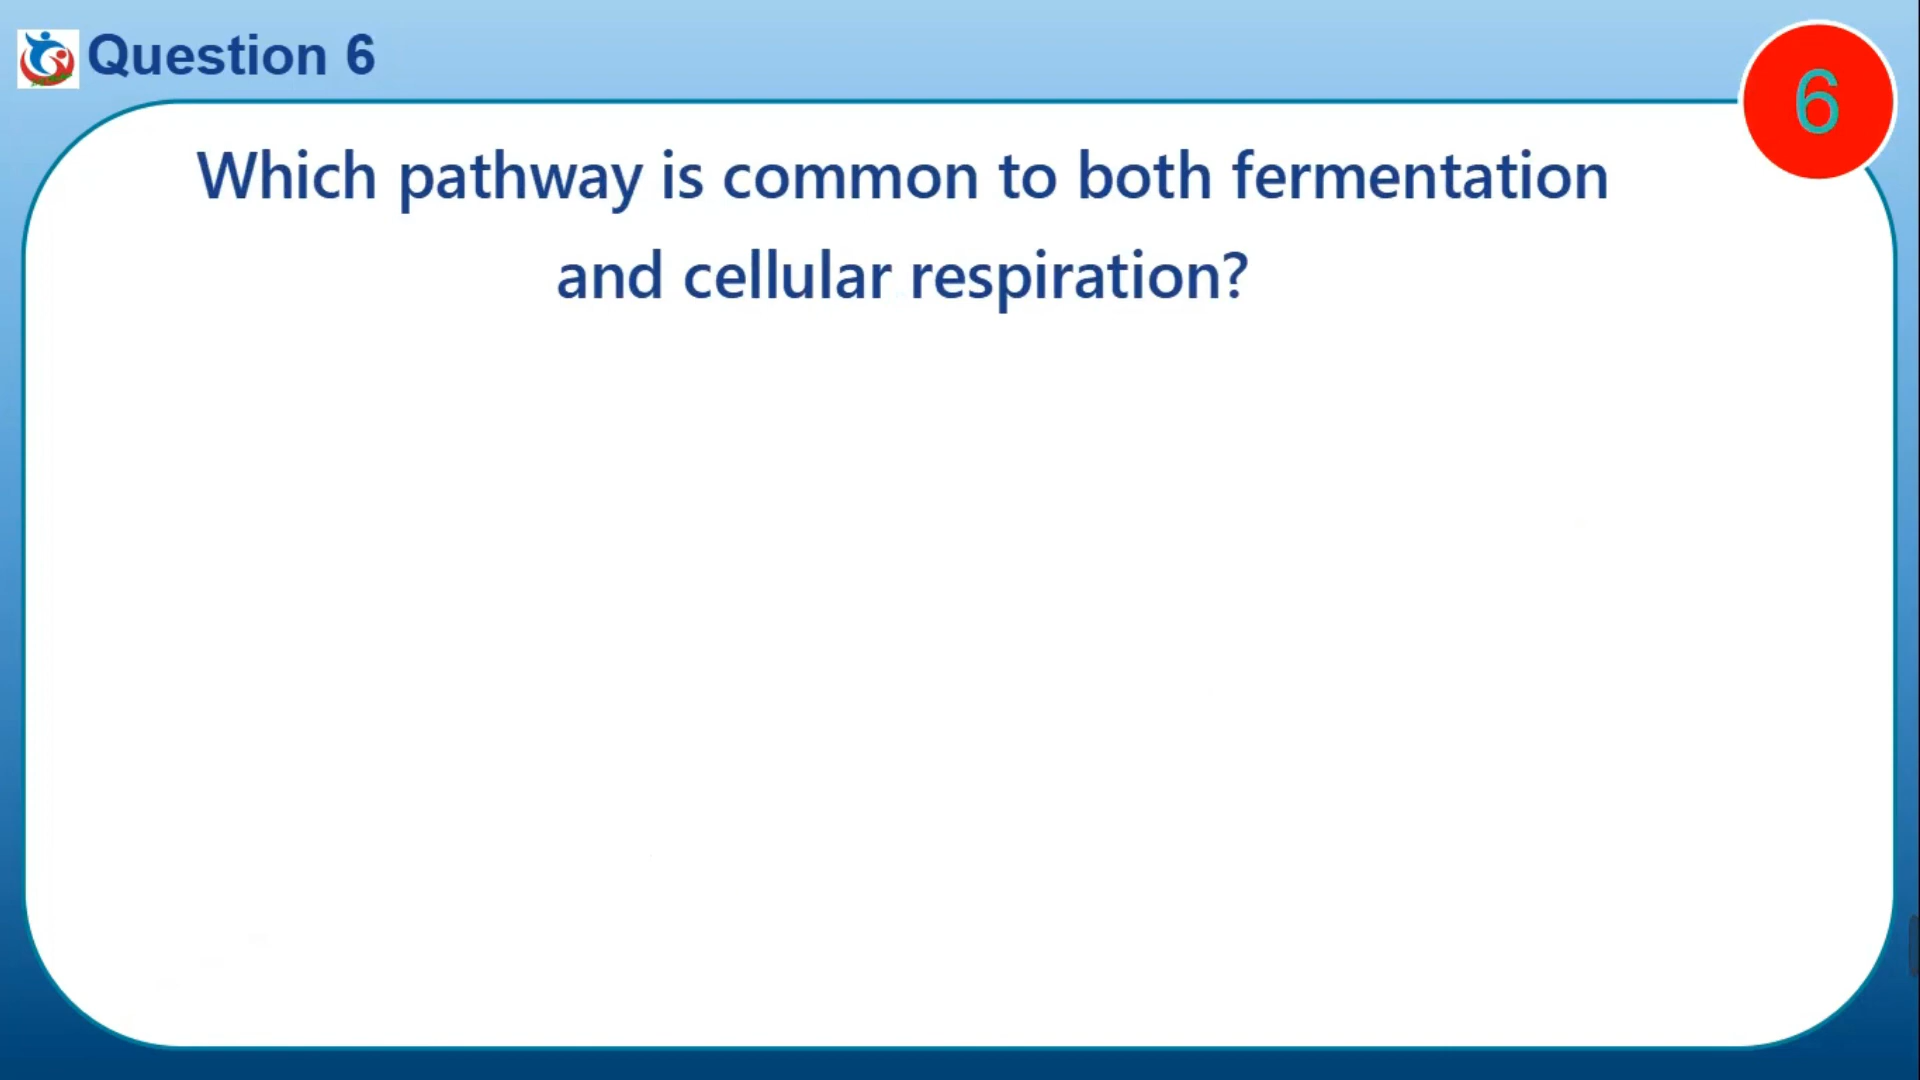 Question 6
6
Which pathway is common to both fermentation
and cellular respiration?